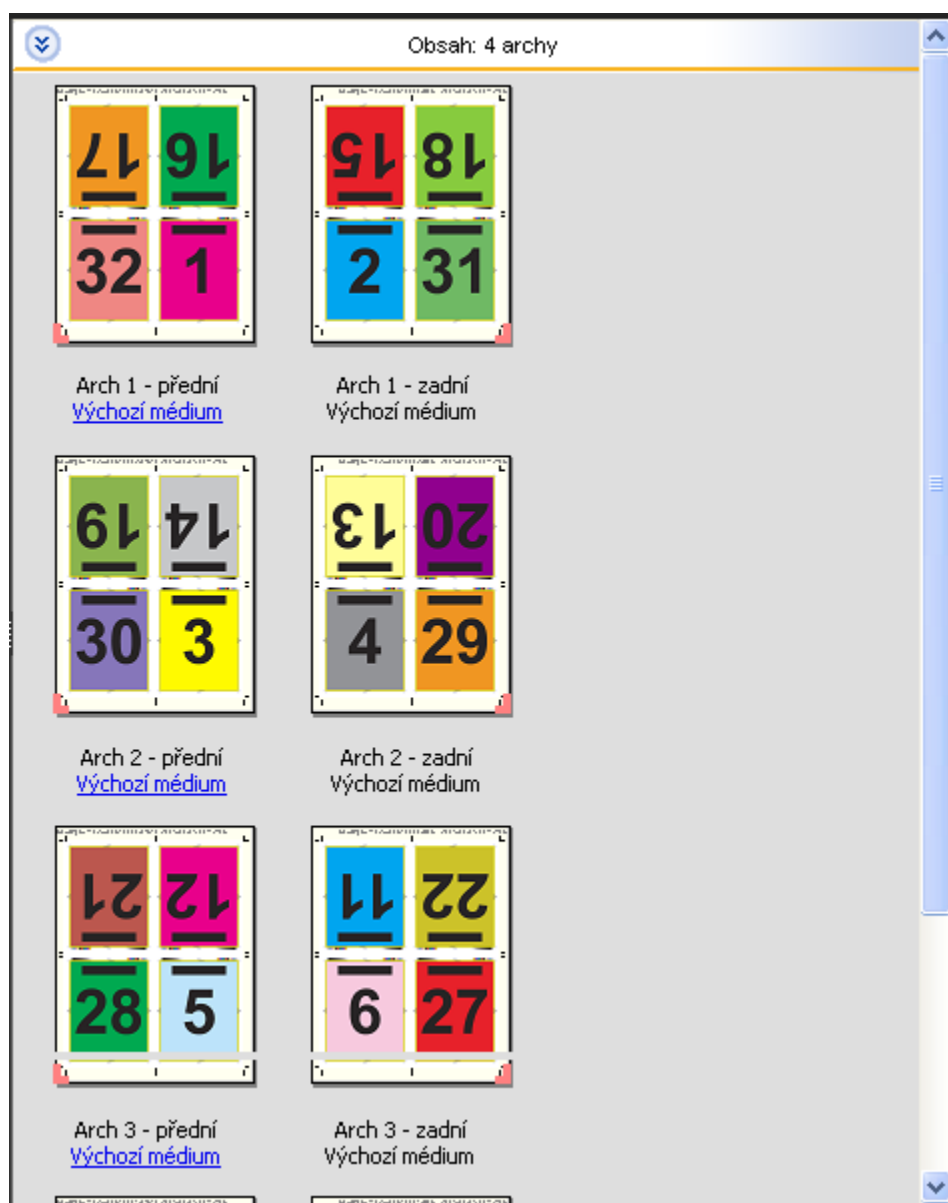 Obsah: 4 archy
17 16
32 1
15 18
2 31
Arch 1 - přední
Výchozí médium
Arch 1 - zadní
Výchozí médium
19 14
30 3
13 20
4 29
Arch 2 - přední
Výchozí médium
Arch 2 - zadní
Výchozí médium
21 12
28 5
11 22
6 27
Arch 3 - přední
Výchozí médium
Arch 3 - zadní
Výchozí médium